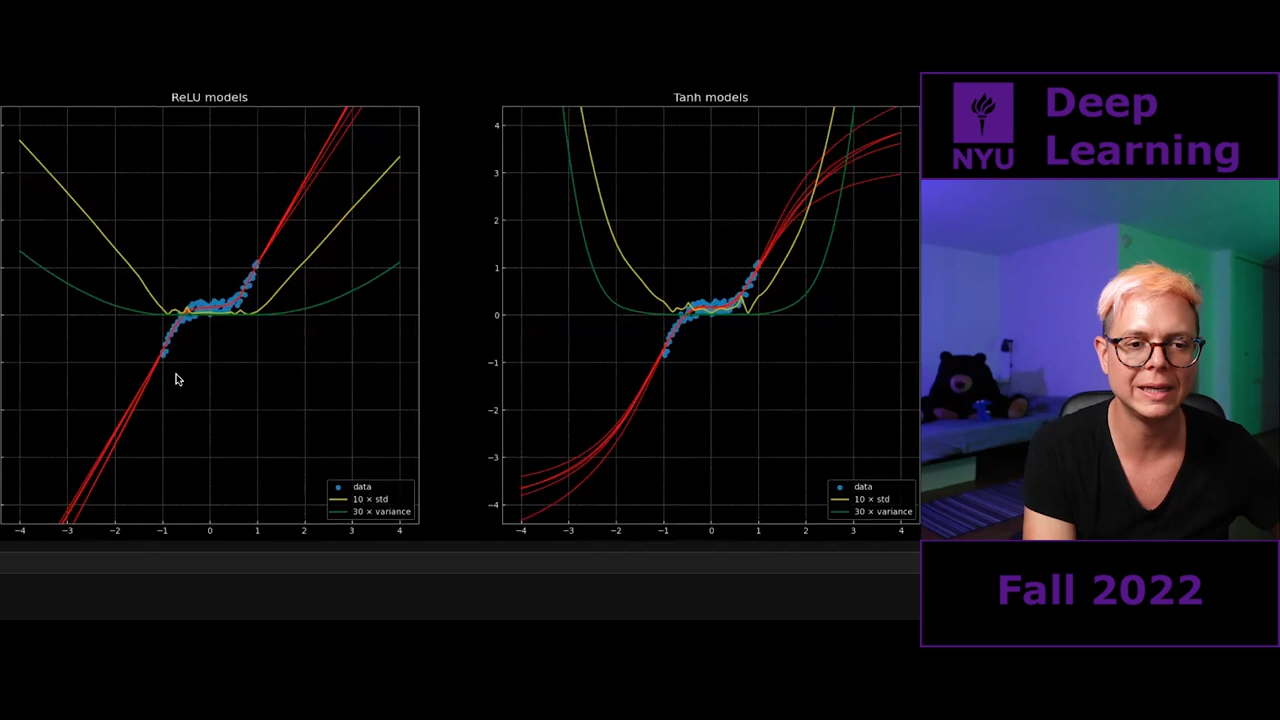 ReLU models
−4
−3
−2
−1
0
1
2
3
4
data
10 × std
30 × variance
Tanh models
4
3
2
1
0
−1
−2
−3
−4
−4
−3
−2
−1
0
1
2
3
4
data
10 × std
30 × variance
NYU
Deep
Learning
Fall 2022